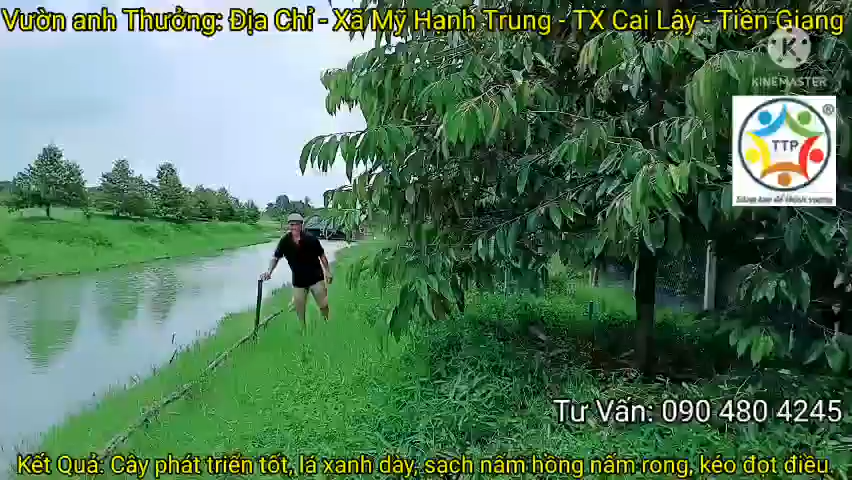 Vườn anh Thưởng: Địa Chỉ - Xã Mỹ Hạnh Trung - TX Cai Lậy - Tiền Giang
KINEMASTER
TTP
®
Tư Vấn: 090 480 4245
Kết Quả: Cây phát triển tốt, lá xanh dày, sạch nấm hồng nấm rong, kéo đọt điều